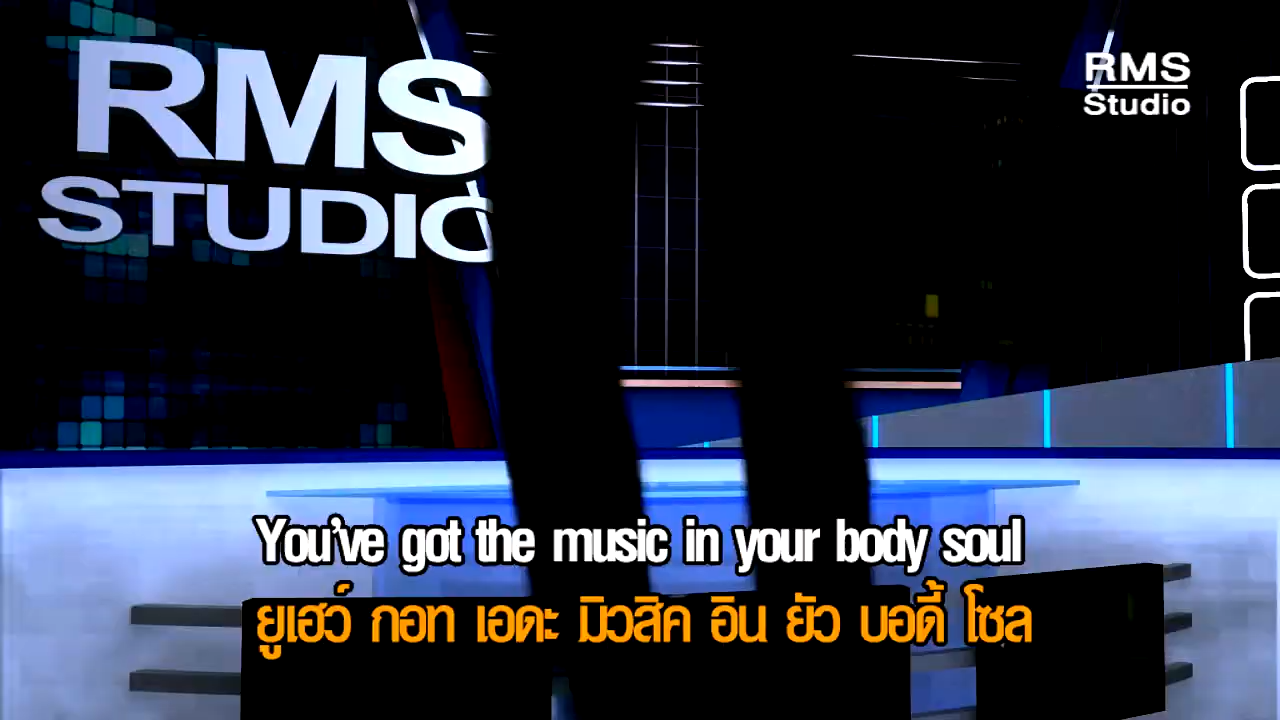 RMS
STUDIO
RMS
Studio
You've got the music in your body soul
ยูเฮว์ กอท เอดะ มิวสิค อิน ยัว บอดี้ โซล